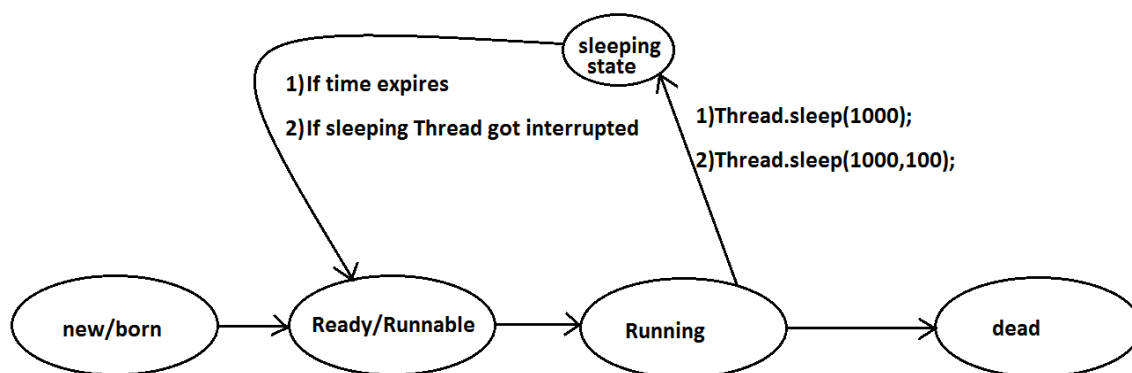 sleeping
state
1)If time expires
2)If sleeping Thread got interrupted
1)Thread.sleep(1000);
2)Thread.sleep(1000,100);
new/born
Ready/Runnable
Running
dead